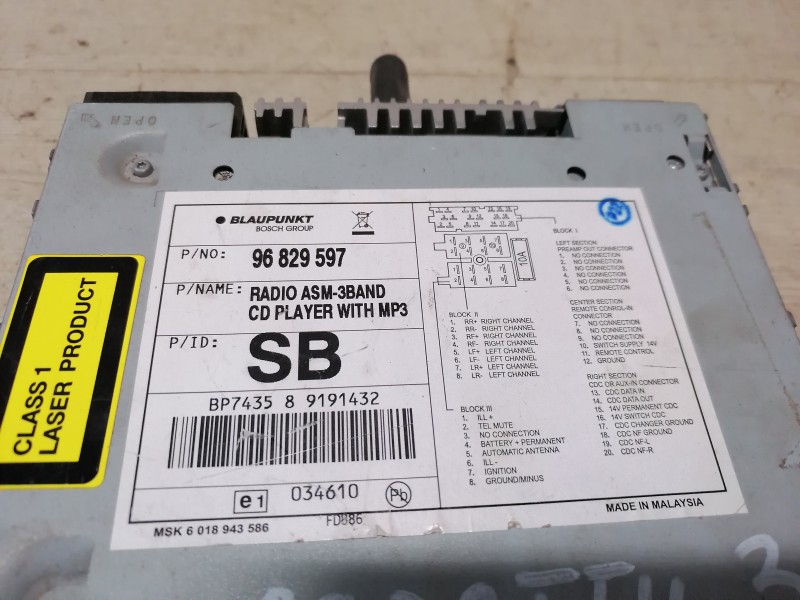 OPEN
OPEN
BLAUPUNKT
BOSCH GROUP
P/NO: 96 829 597
P/NAME: RADIO ASM-3BAND
CD PLAYER WITH MP3
P/ID: SB
BP7435 8 9191432
e1 034610 Pb
FD886
MSK 6 018 943 586
CLASS 1
LASER PRODUCT
10A
BLOCK I
LEFT SECTION
PREAMP OUT CONNECTOR
1. NO CONNECTION
2. NO CONNECTION
3. NO CONNECTION
4. NO CONNECTION
5. NO CONNECTION
6. NO CONNECTION
CENTER SECTION
REMOTE CONROL-IN
CONNECTOR
7. NO CONNECTION
8. NO CONNECTION
9. NO CONNECTION
10. SWITCH SUPPLY 14V
11. REMOTE CONTROL
12. GROUND
RIGHT SECTION
CDC OR AUX-IN CONNECTOR
13. CDC DATA IN
14. CDC DATA OUT
15. 14V PERMANENT CDC
16. 14V SWITCH CDC
17. CDC CHANGER GROUND
18. CDC NF GROUND
19. CDC NF-L
20. CDC NF-R
BLOCK II
1. RR+ RIGHT CHANNEL
2. RR- RIGHT CHANNEL
3. RF+ RIGHT CHANNEL
4. RF- RIGHT CHANNEL
5. LF+ LEFT CHANNEL
6. LF- LEFT CHANNEL
7. LR+ LEFT CHANNEL
8. LR- LEFT CHANNEL
BLOCK III
1. ILL+
2. TEL MUTE
3. NO CONNECTION
4. BATTERY + PERMANENT
5. AUTOMATIC ANTENNA
6. ILL-
7. IGNITION
8. GROUND/MINUS
MADE IN MALAYSIA